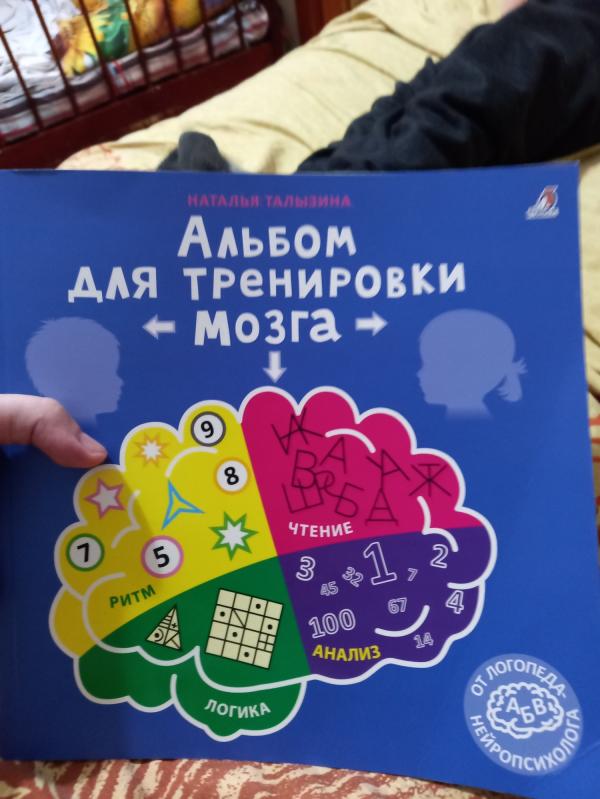 НАТАЛЬЯ ТАЛЫЗИНА
АЛЬБОМ
ДЛЯ ТРЕНИРОВКИ
МОЗГА
9
8
7
5
РИТМ
Ж А
В
А Ж
Ш Б А
ЧТЕНИЕ
3 1 2
45 32 7
100 67 4
14
АНАЛИЗ
ЛОГИКА
ОТ ЛОГОПЕДА-
АБВ
НЕЙРОПСИХОЛОГА